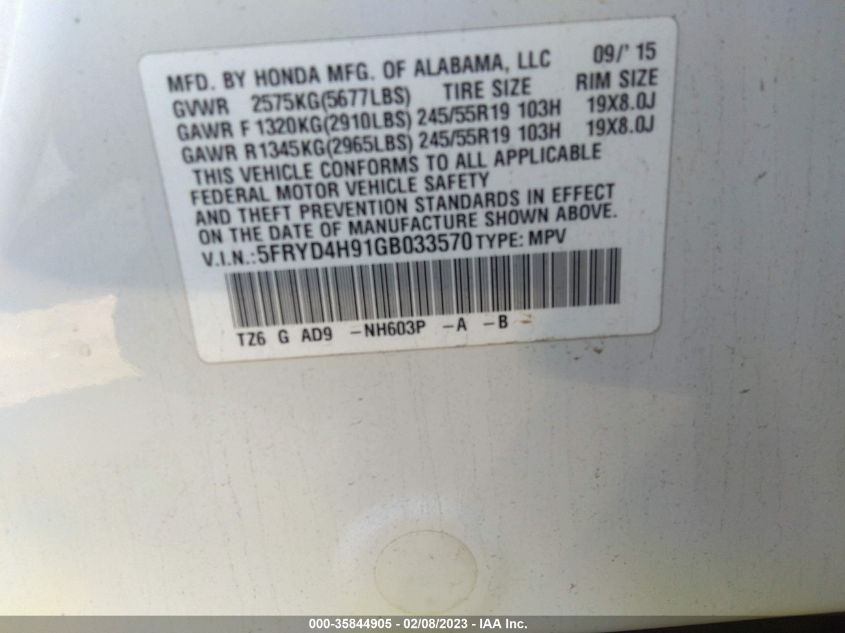 MFD. BY HONDA MFG. OF ALABAMA, LLC 09/' 15
GVWR 2575KG(5677LBS) TIRE SIZE RIM SIZE
GAWR F 1320KG(2910LBS) 245/55R19 103H 19X8.0J
GAWR R1345KG(2965LBS) 245/55R19 103H 19X8.0J
THIS VEHICLE CONFORMS TO ALL APPLICABLE
FEDERAL MOTOR VEHICLE SAFETY
AND THEFT PREVENTION STANDARDS IN EFFECT
ON THE DATE OF MANUFACTURE SHOWN ABOVE.
V.I.N.:5FRYD4H91GB033570 TYPE: MPV
TZ6 G AD9 -NH603P -A -B
000-35844905 - 02/08/2023 - IAA Inc.